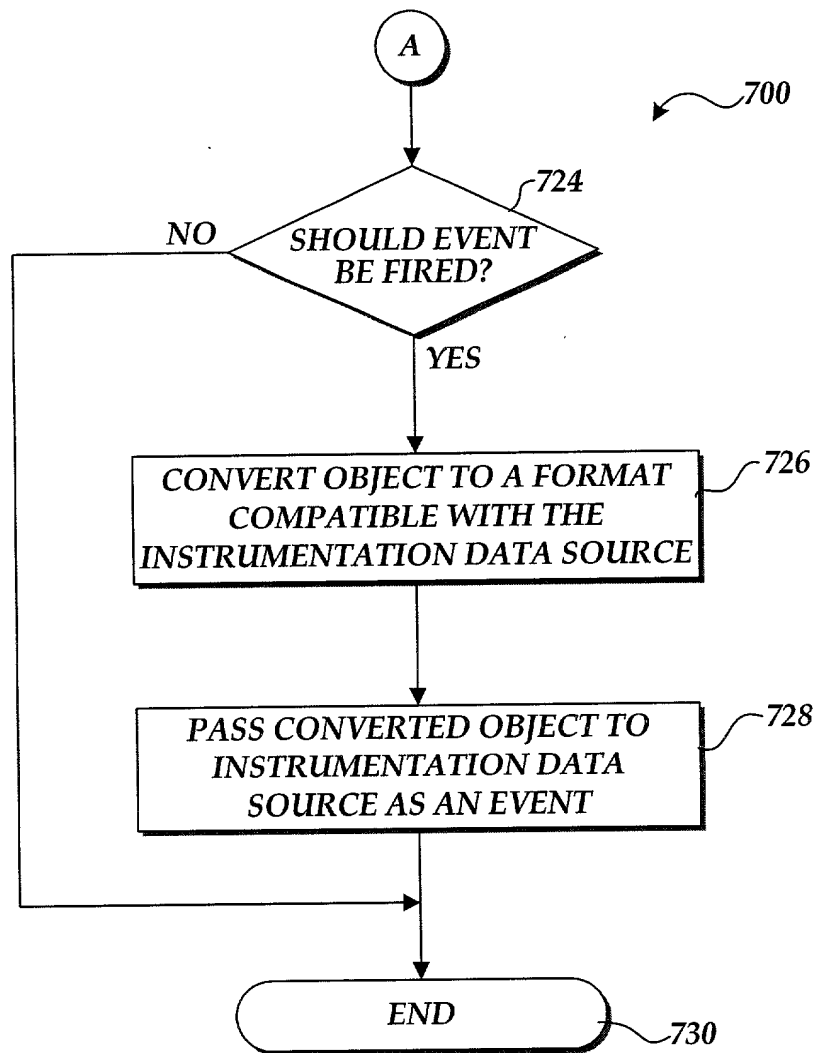 A
700
724
NO
SHOULD EVENT
BE FIRED?
YES
726
CONVERT OBJECT TO A FORMAT
COMPATIBLE WITH THE
INSTRUMENTATION DATA SOURCE
728
PASS CONVERTED OBJECT TO
INSTRUMENTATION DATA
SOURCE AS AN EVENT
END
730